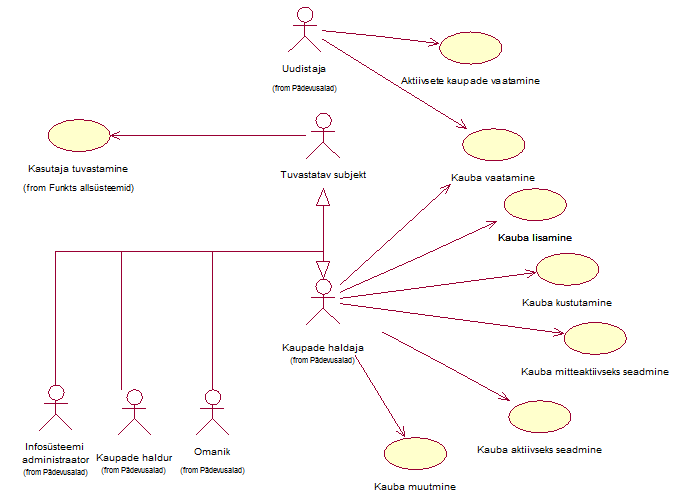 Uudistaja
(from Pädevusalad)
Aktiivsete kaupade vaatamine
Kasutaja tuvastamine
(from Funkts allsüsteemid)
Tuvastatav subjekt
Kauba vaatamine
Kauba lisamine
Kauba kustutamine
Kaupade haldaja
(from Pädevusalad)
Kauba mitteaktiivseks seadmine
Kauba aktiivseks seadmine
Infosüsteemi
administraator
(from Pädevusalad)
Kaupade haldur
(from Pädevusalad)
Omanik
(from Pädevusalad)
Kauba muutmine